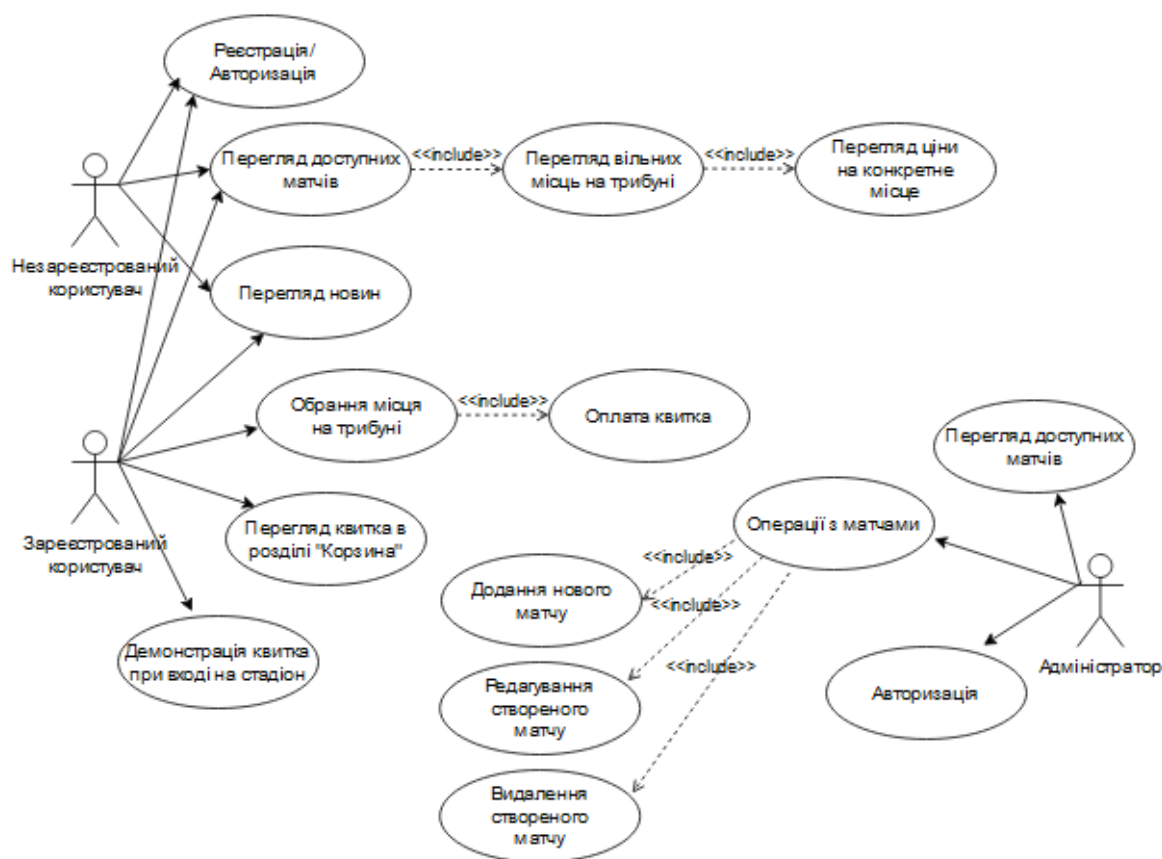 Реєстрація/
Авторизація
Перегляд доступних
матчів
<<include>>
Перегляд вільних
місць на трибуні
<<include>>
Перегляд ціни
на конкретне
місце
Незареєстрований
користувач
Перегляд новин
Обрання місця
на трибуні
<<include>>
Оплата квитка
Перегляд доступних
матчів
Зареєстрований
користувач
Перегляд квитка в
розділі "Корзина"
Операції з матчами
<<include>>
Додання нового
матчу
<<include>>
Демонстрація квитка
при вході на стадіон
<<include>>
Адміністратор
Авторизація
Редагування
створеного
матчу
Видалення
створеного
матчу